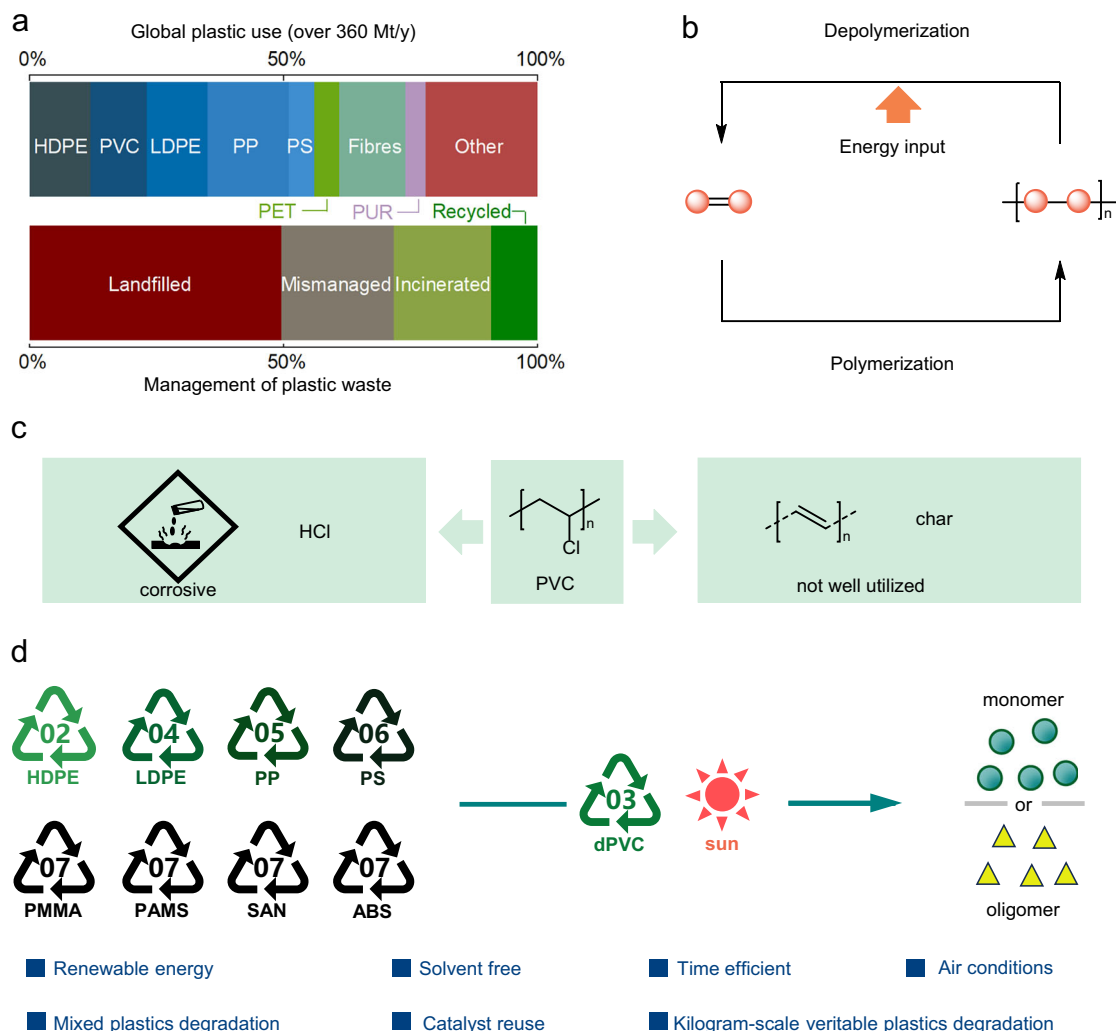 a
Global plastic use (over 360 Mt/y)
0% 50% 100%
HDPE PVC LDPE PP PS Fibres Other
PET PUR Recycled
Landfilled Mismanaged Incinerated
0% 50% 100%
Management of plastic waste
b
Depolymerization
Energy input
n
Polymerization
c
HCl
corrosive
n
Cl
PVC
n
char
not well utilized
d
02
HDPE
04
LDPE
05
PP
06
PS
07
PMMA
07
PAMS
07
SAN
07
ABS
03
dPVC
sun
monomer
or
oligomer
Renewable energy
Solvent free
Time efficient
Air conditions
Mixed plastics degradation
Catalyst reuse
Kilogram-scale veritable plastics degradation